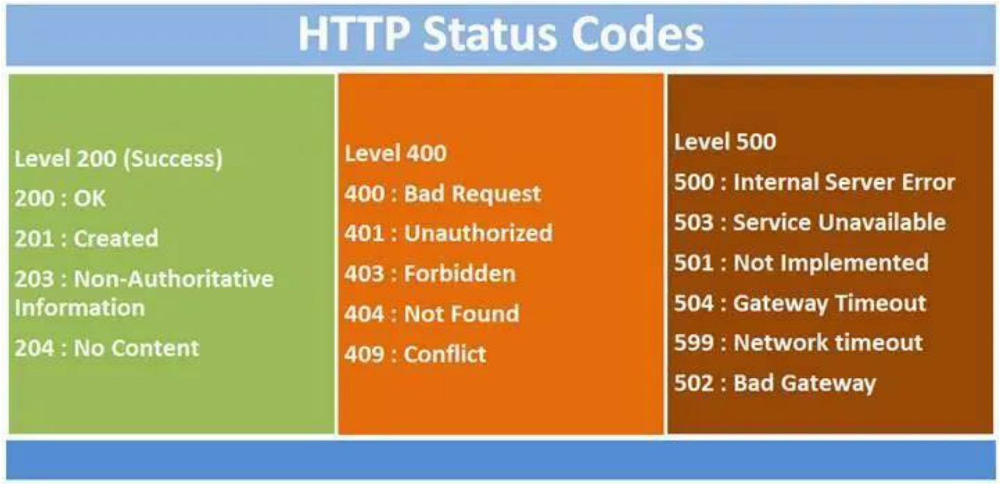 HTTP Status Codes
Level 200 (Success)
200 : OK
201 : Created
203 : Non-Authoritative
Information
204 : No Content
Level 400
400 : Bad Request
401 : Unauthorized
403 : Forbidden
404 : Not Found
409 : Conflict
Level 500
500 : Internal Server Error
503 : Service Unavailable
501 : Not Implemented
504 : Gateway Timeout
599 : Network timeout
502 : Bad Gateway